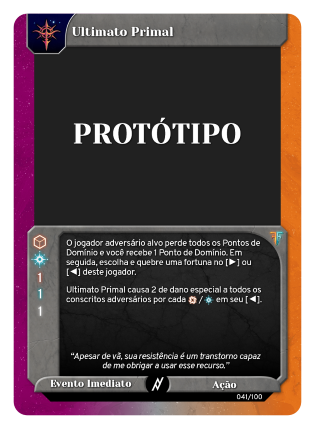 Ultimato Primal
PROTÓTIPO
1
1
1
O jogador adversário alvo perde todos os Pontos de
Domínio e você recebe 1 Ponto de Domínio. Em
seguida, escolha e quebre uma fortuna no [►] ou
[◄] deste jogador.
Ultimato Primal causa 2 de dano especial a todos os
conscritos adversários por cada / em seu [◄].
“Apesar de vã, sua resistência é um transtorno capaz
de me obrigar a usar esse recurso.”
Evento Imediato
Ação
041/100